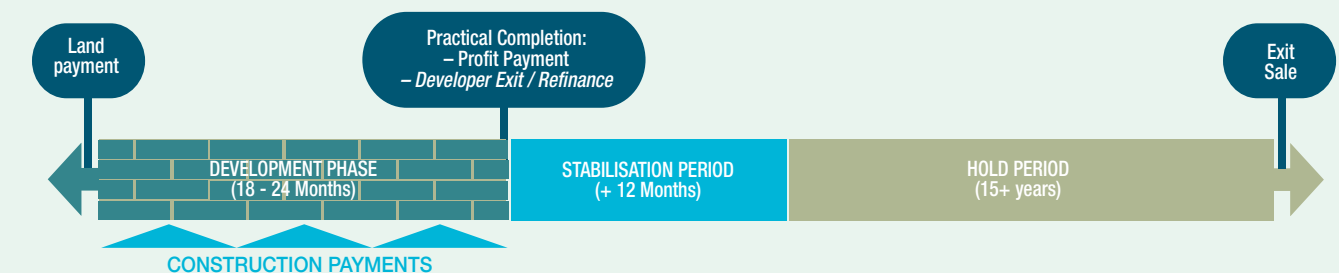 Land
payment
Practical Completion:
– Profit Payment
– Developer Exit / Refinance
Exit
Sale
DEVELOPMENT PHASE
(18 - 24 Months)
STABILISATION PERIOD
(+ 12 Months)
HOLD PERIOD
(15+ years)
CONSTRUCTION PAYMENTS